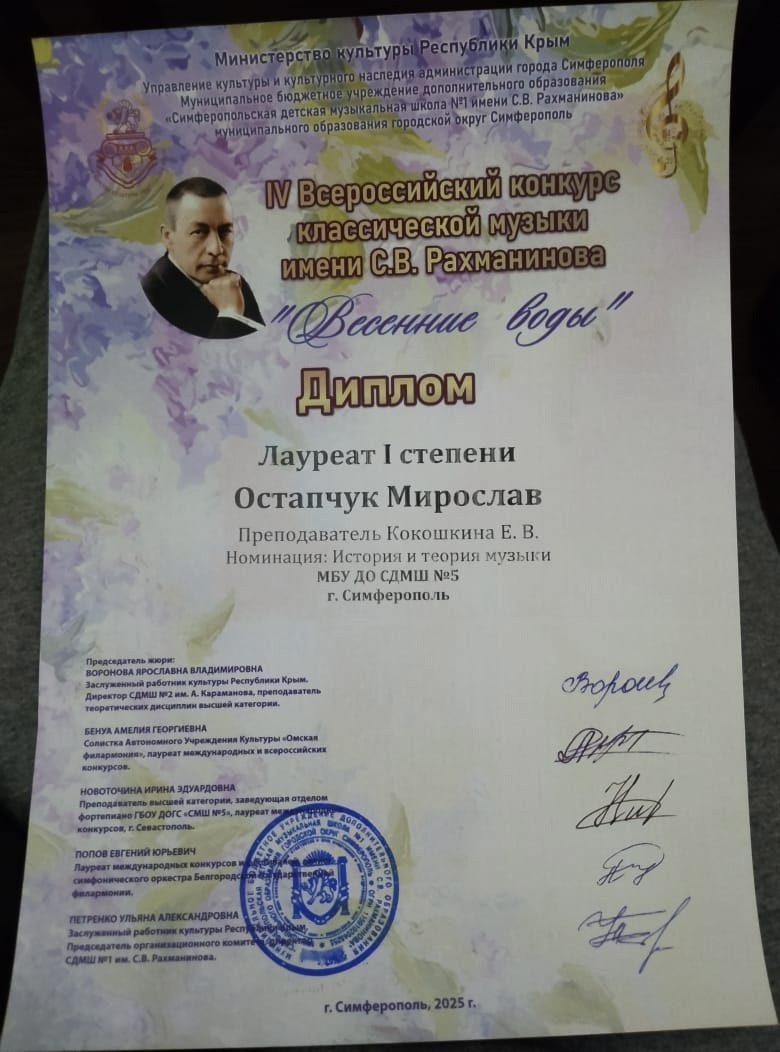 Министерство культуры Республики Крым
Управление культуры и культурного наследия администрации города Симферополя
Муниципальное бюджетное учреждение дополнительного образования
«Симферопольская детская музыкальная школа №1 имени С.В. Рахманинова»
муниципального образования городской округ Симферополь
IV Всероссийский конкурс
классической музыки
имени С.В. Рахманинова
"Весенние воды"
Диплом
Лауреат I степени
Остапчук Мирослав
Преподаватель Кокошкина Е. В.
Номинация: История и теория музыки
МБУ ДО СДМШ №5
г. Симферополь
Председатель жюри:
ВОРОНОВА ЯРОСЛАВНА ВЛАДИМИРОВНА
Заслуженный работник культуры Республики Крым.
Директор СДМШ №2 им. А. Караманова, преподаватель
теоретических дисциплин высшей категории.
БЕНУА АМЕЛИЯ ГЕОРГИЕВНА
Солистка Автономного Учреждения Культуры «Омская
филармония», лауреат международных и всероссийских
конкурсов.
НОВОТОЧИНА ИРИНА ЭДУАРДОВНА
Преподаватель высшей категории, заведующая отделом
фортепиано ГБОУ ДОГС «СМШ №5», лауреат международных
конкурсов, г. Севастополь.
ПОПОВ ЕВГЕНИЙ ЮРЬЕВИЧ
Лауреат международных конкурсов и
симфонического оркестра Белгородской государственной
филармонии.
ПЕТРЕНКО УЛЬЯНА АЛЕКСАНДРОВНА
Заслуженный работник культуры Республики Крым.
Председатель организационного комитета, директор
СДМШ №1 им. С.В. Рахманинова.
г. Симферополь, 2025 г.